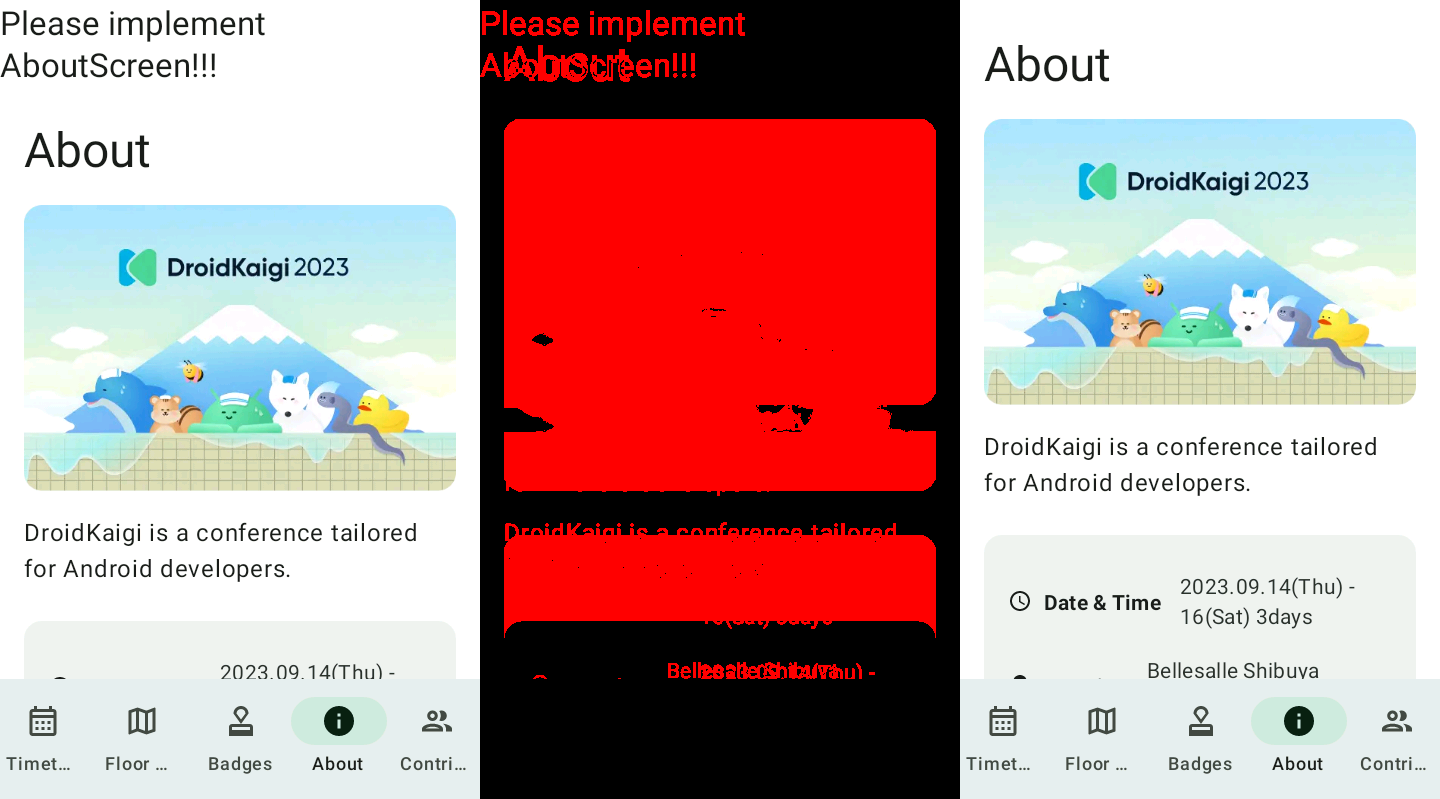 Please implement
AboutScreen!!!
About
DroidKaigi 2023
DroidKaigi is a conference tailored
for Android developers.
2023.09.14(Thu) -
Timet...
Floor ...
Badges
About
Contri...
Please implement
AboutScreen!!!
About
DroidKaigi is a conference tailored
16(Sat) 3days
Bellesalle Shibuya
2023.09.14(Thu) -
About
DroidKaigi 2023
DroidKaigi is a conference tailored
for Android developers.
Date & Time
2023.09.14(Thu) -
16(Sat) 3days
Bellesalle Shibuya
Timet...
Floor ...
Badges
About
Contri...